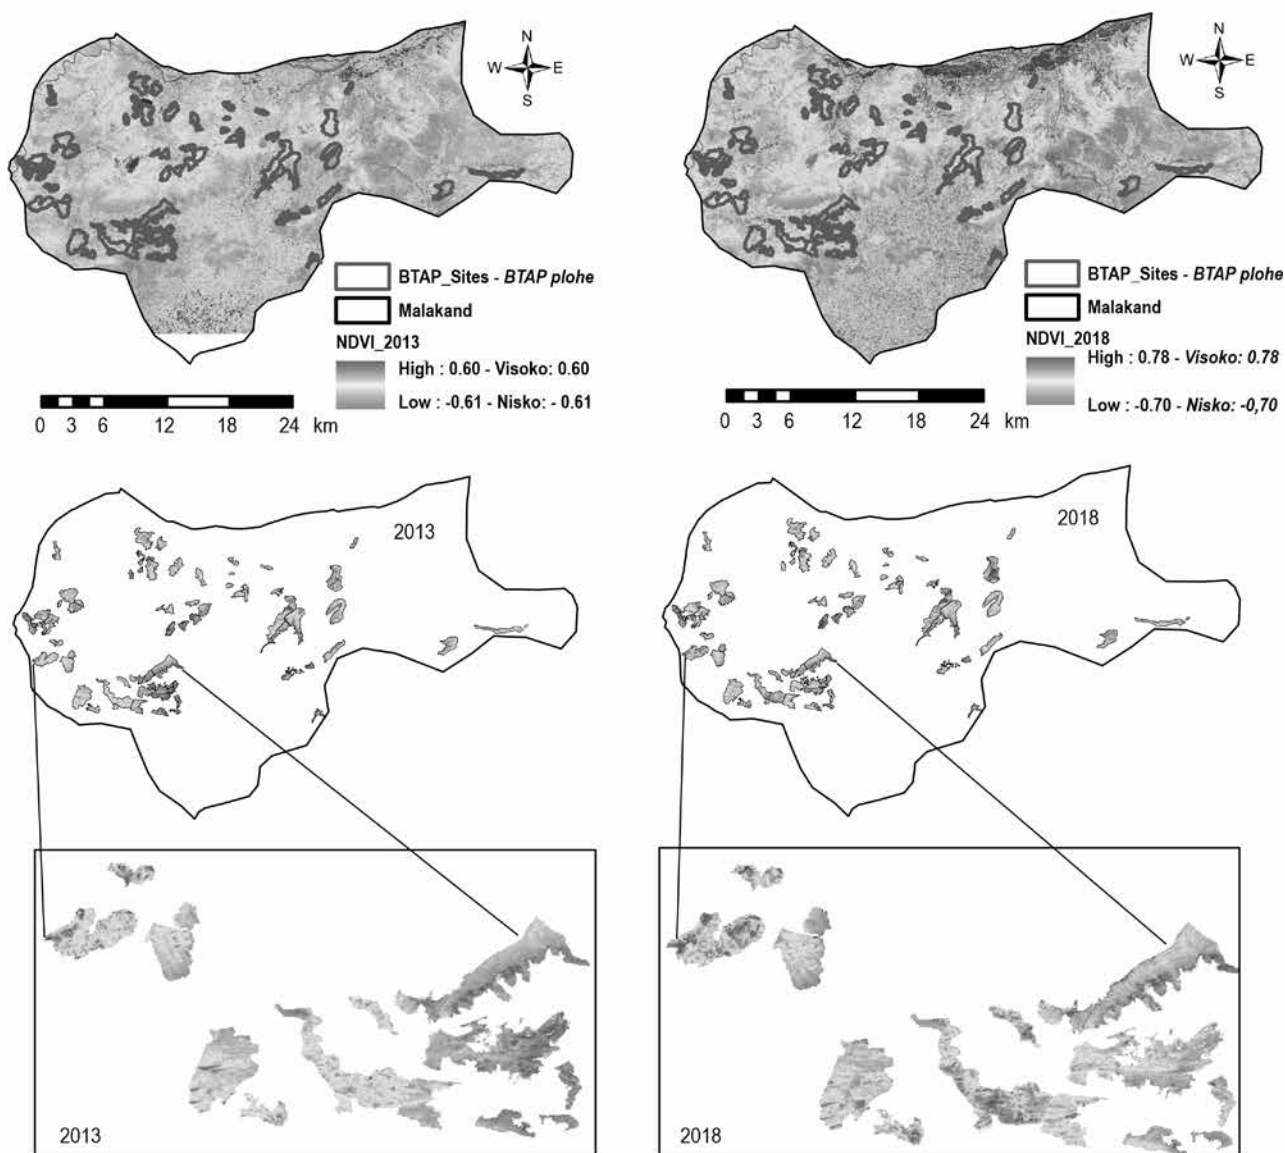 N
W E
S
BTAP_Sites - BTAP plohe
Malakand
NDVI_2013
High : 0.60 - Visoko: 0.60
Low : -0.61 - Nisko: - 0.61
0 3 6 12 18 24 km
N
W E
S
BTAP_Sites - BTAP plohe
Malakand
NDVI_2018
High : 0.78 - Visoko: 0.78
Low : -0.70 - Nisko: -0,70
0 3 6 12 18 24 km
2013
2018
2013
2018